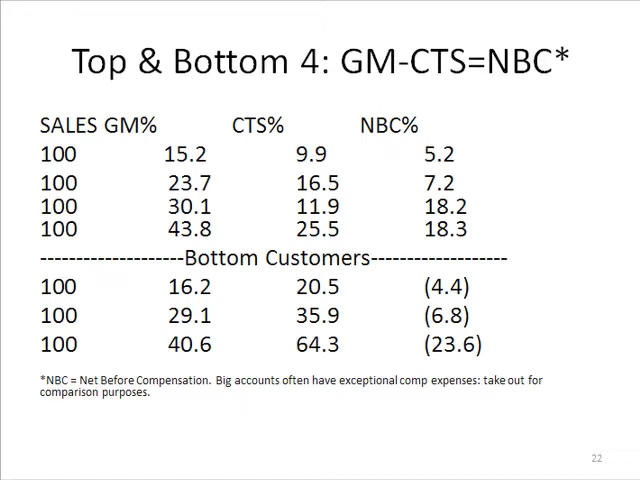 Top & Bottom 4: GM-CTS=NBC*
SALES GM% CTS% NBC%
100 15.2 9.9 5.2
100 23.7 16.5 7.2
100 30.1 11.9 18.2
100 43.8 25.5 18.3
--------------------Bottom Customers-------------------
100 16.2 20.5 (4.4)
100 29.1 35.9 (6.8)
100 40.6 64.3 (23.6)
*NBC = Net Before Compensation. Big accounts often have exceptional comp expenses: take out for
comparison purposes.
22